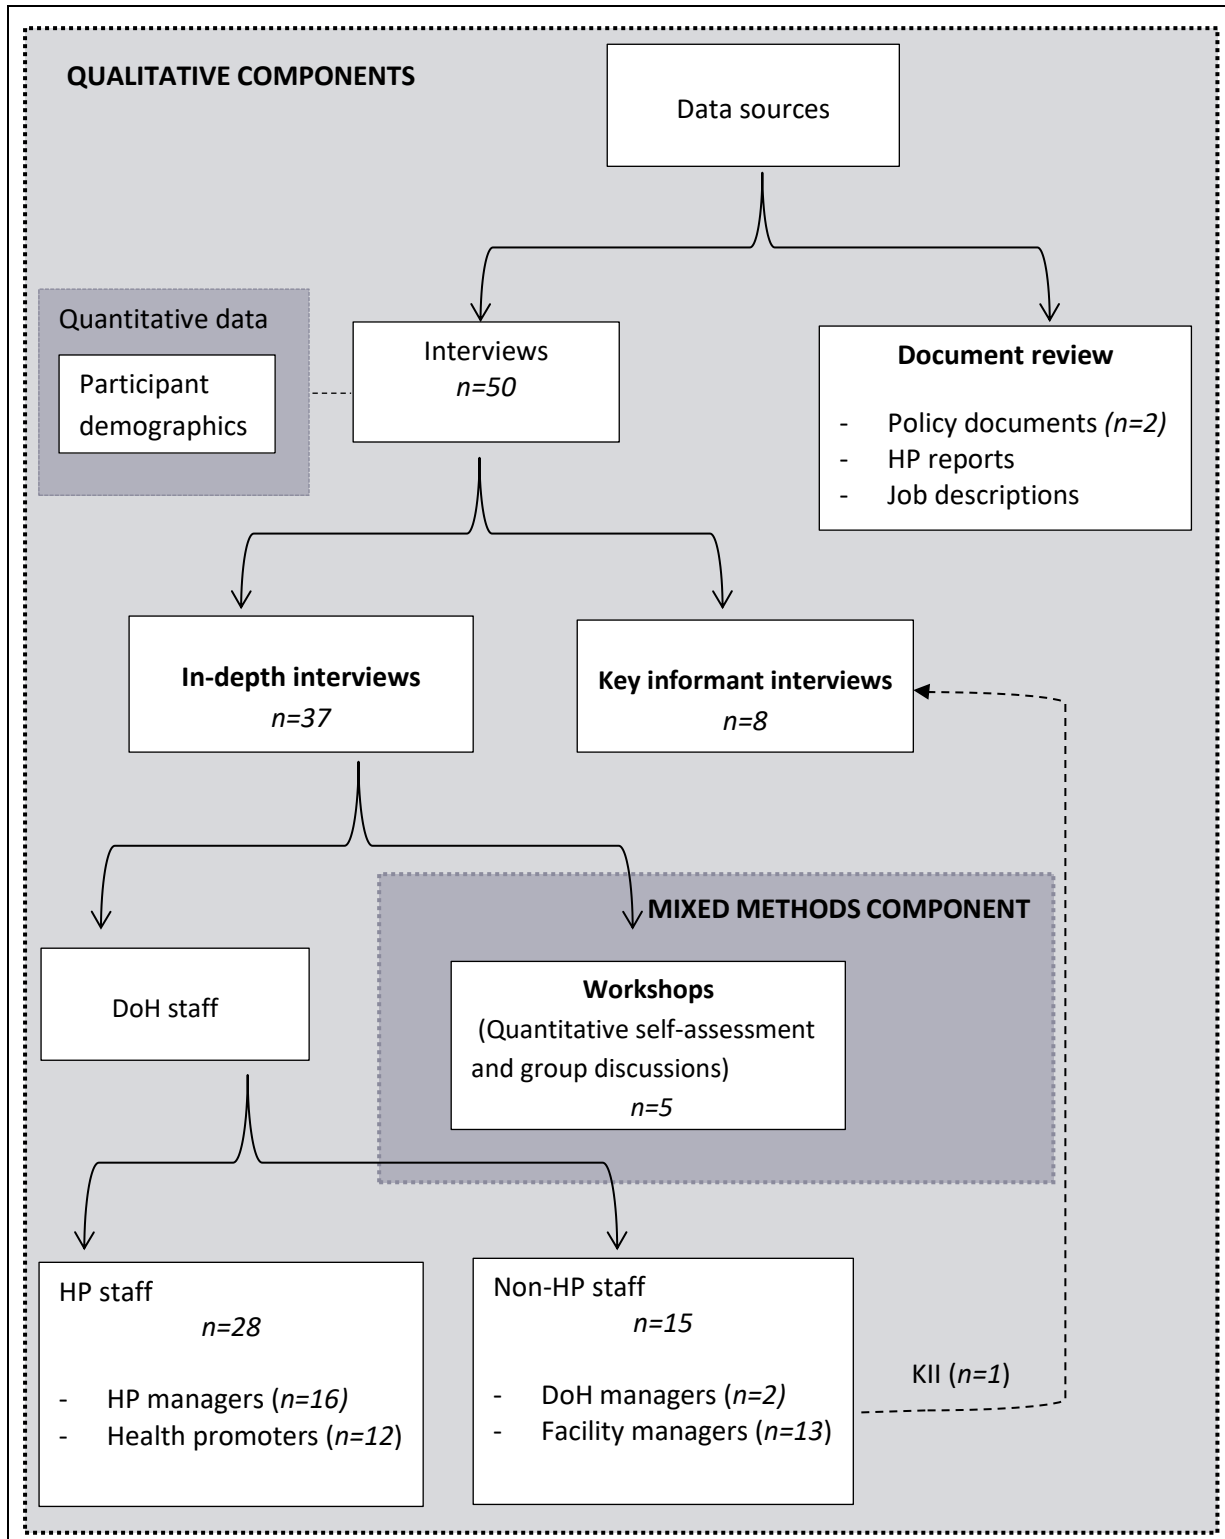 QUALITATIVE COMPONENTS
Data sources
Quantitative data
Participant
demographics
Interviews
n=50
Document review
- Policy documents (n=2)
- HP reports
- Job descriptions
In-depth interviews
n=37
Key informant interviews
n=8
MIXED METHODS COMPONENT
DoH staff
Workshops
(Quantitative self-assessment
and group discussions)
n=5
HP staff
n=28
- HP managers (n=16)
- Health promoters (n=12)
Non-HP staff
n=15
- DoH managers (n=2)
- Facility managers (n=13)
KII (n=1)